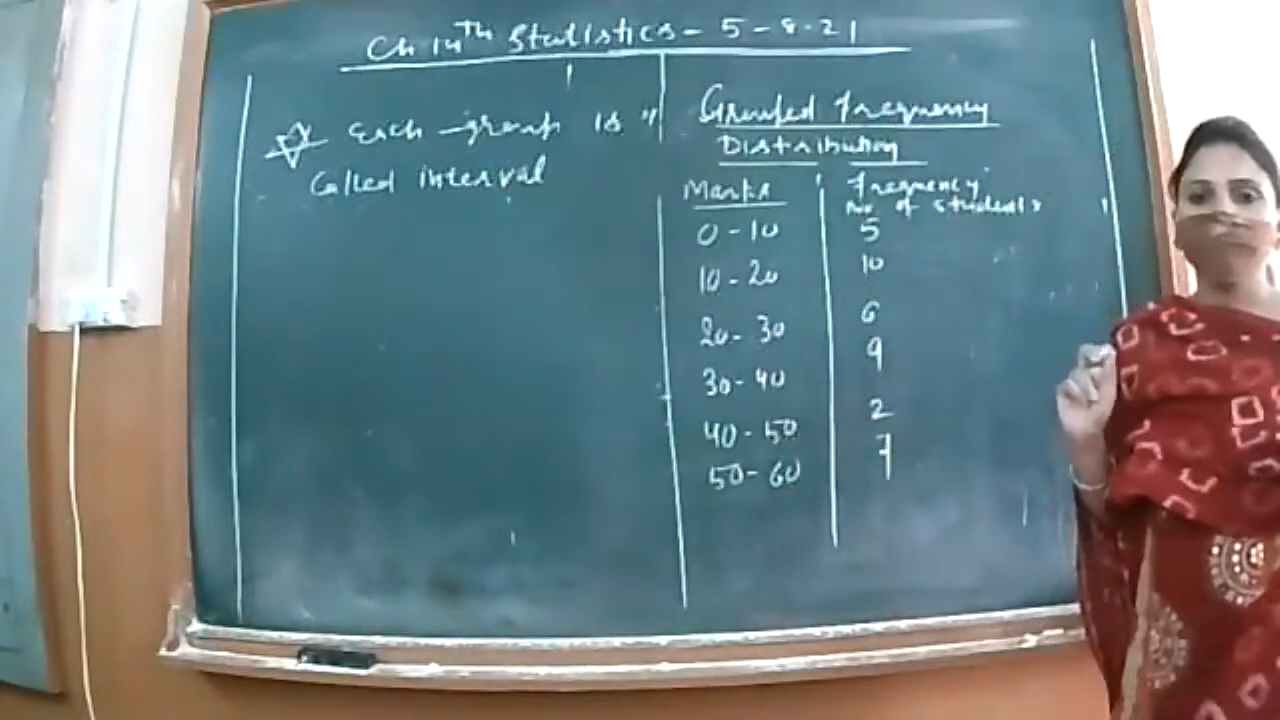 Ch 14Th Statistics - 5-8-21
Each group is
Called interval
Grouped Frequency
Distribution
Marks Frequency
No of students
0-10 5
10-20 10
20-30 6
30-40 9
40-50 2
50-60 7